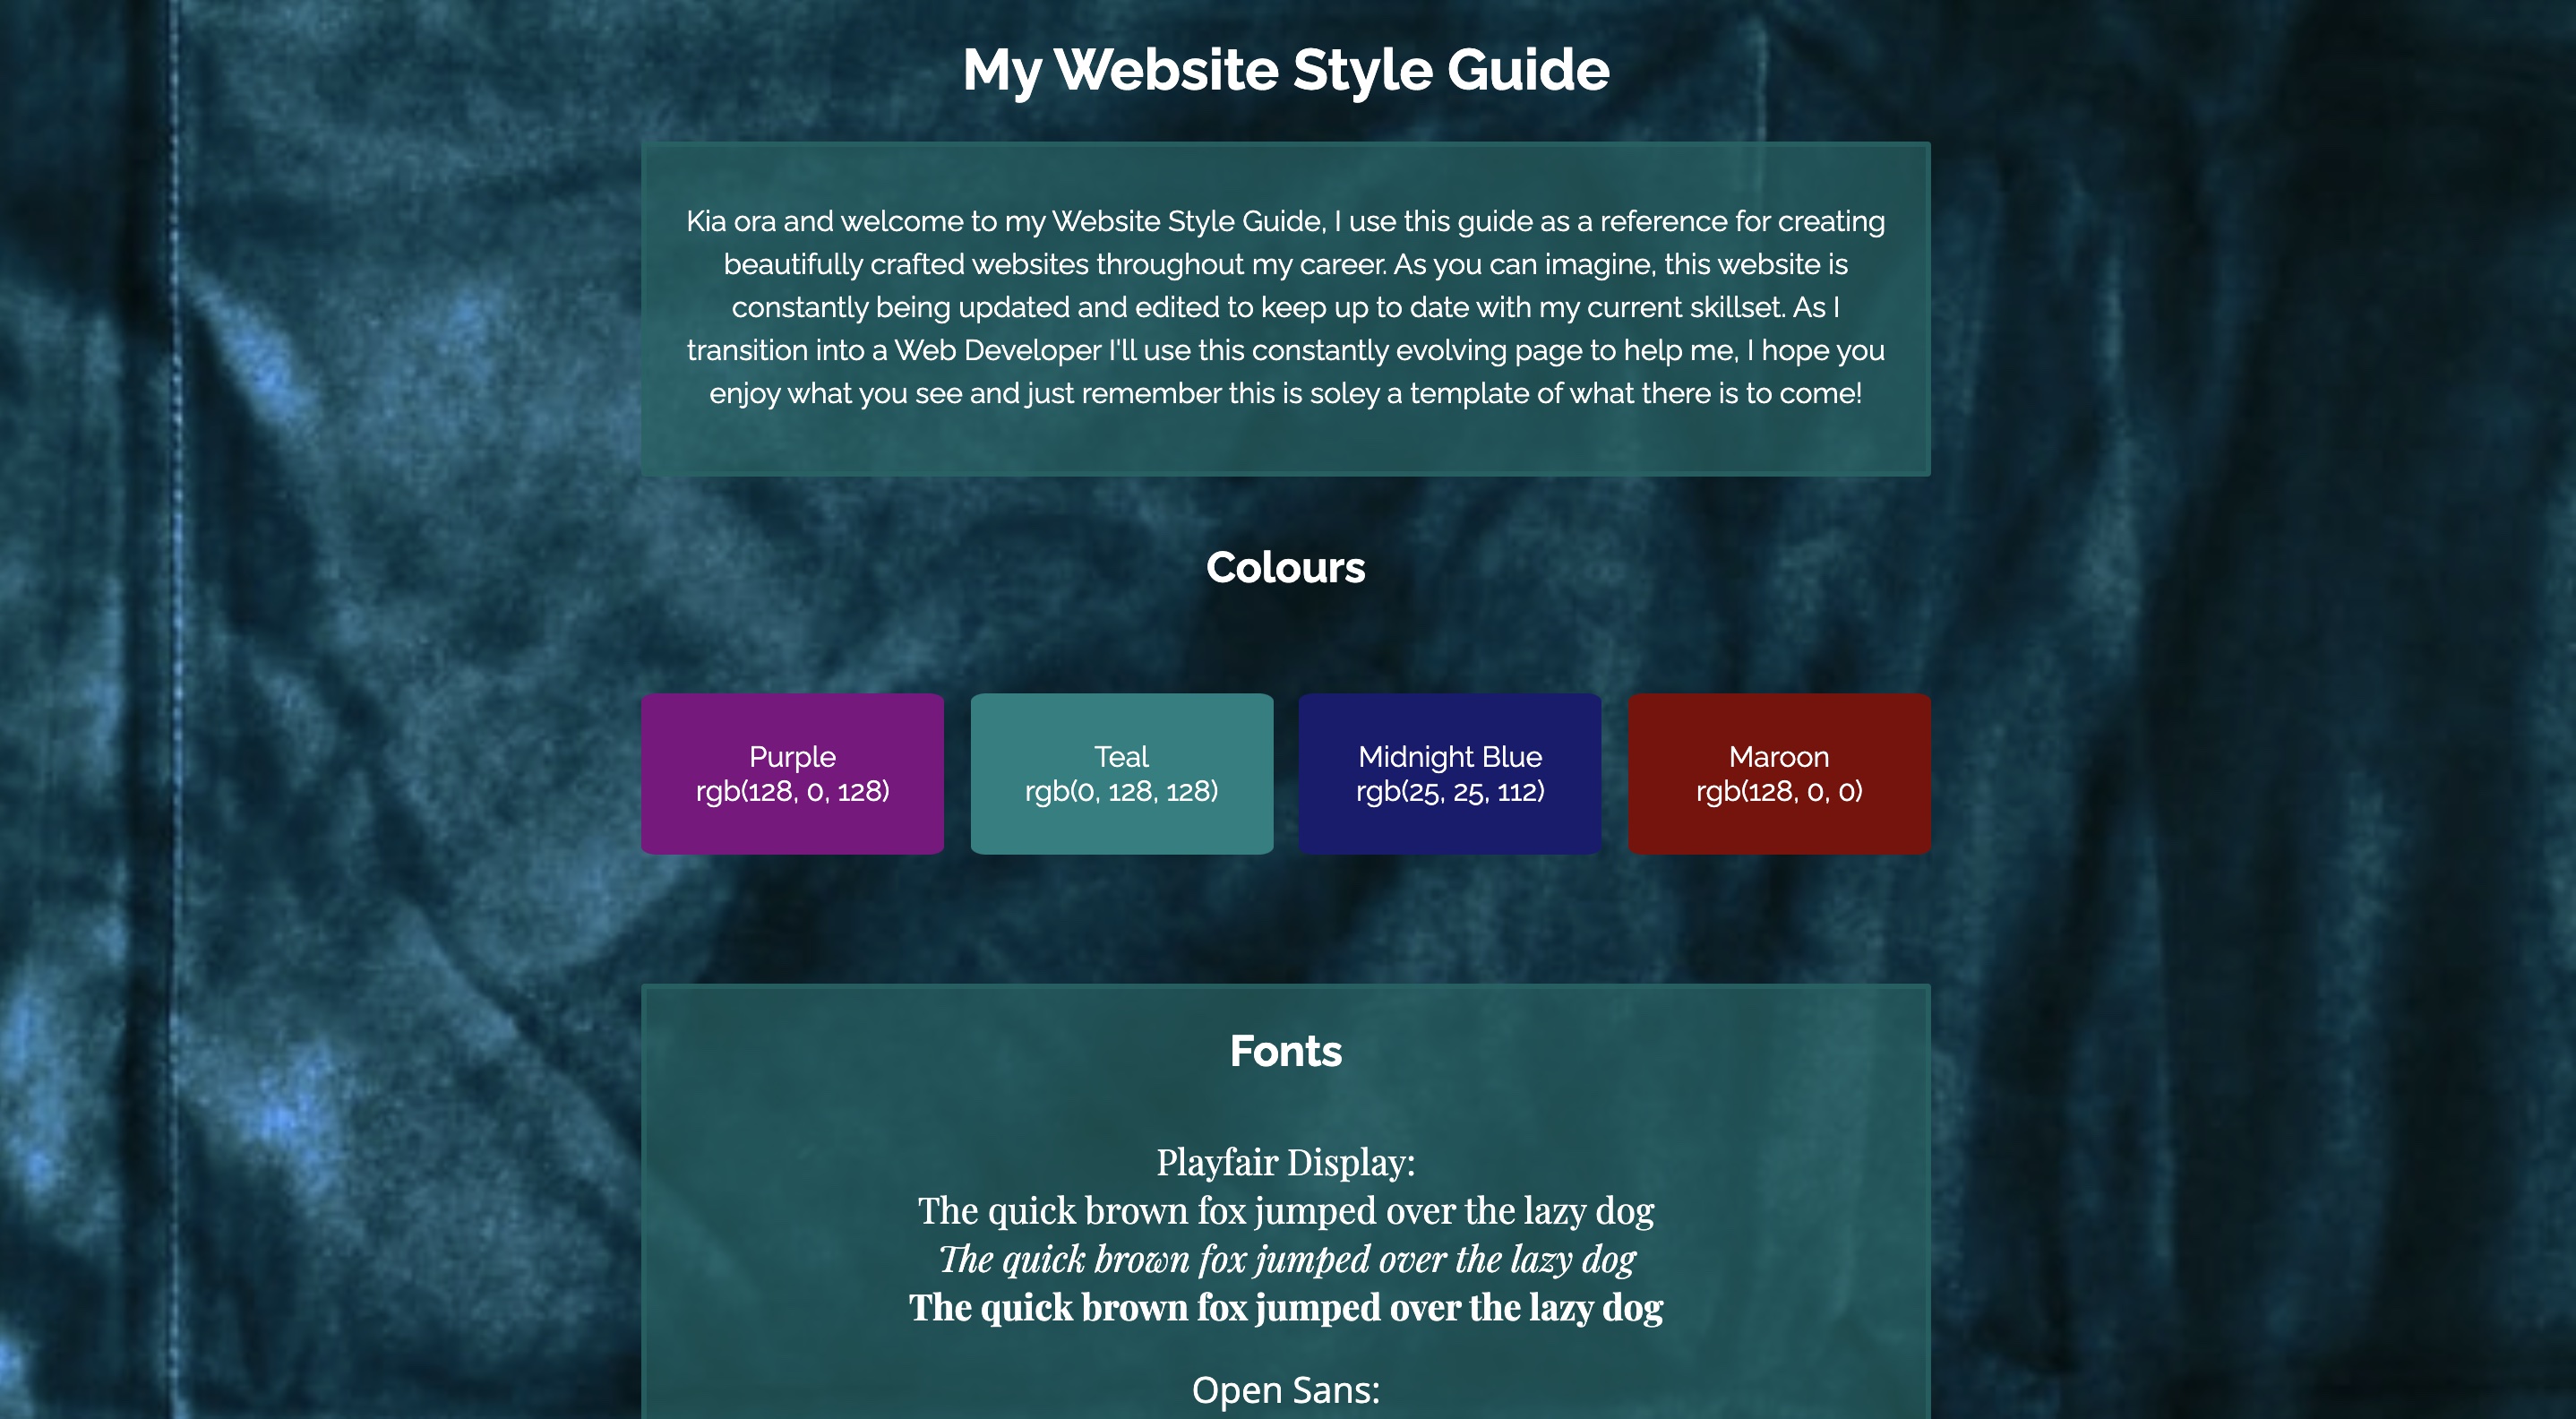 My Website Style Guide
Kia ora and welcome to my Website Style Guide, I use this guide as a reference for creating
beautifully crafted websites throughout my career. As you can imagine, this website is
constantly being updated and edited to keep up to date with my current skillset. As I
transition into a Web Developer I'll use this constantly evolving page to help me, I hope you
enjoy what you see and just remember this is soley a template of what there is to come!
Colours
Purple
rgb(128, 0, 128)
Teal
rgb(0, 128, 128)
Midnight Blue
rgb(25, 25, 112)
Maroon
rgb(128, 0, 0)
Fonts
Playfair Display:
The quick brown fox jumped over the lazy dog
The quick brown fox jumped over the lazy dog
The quick brown fox jumped over the lazy dog
Open Sans: